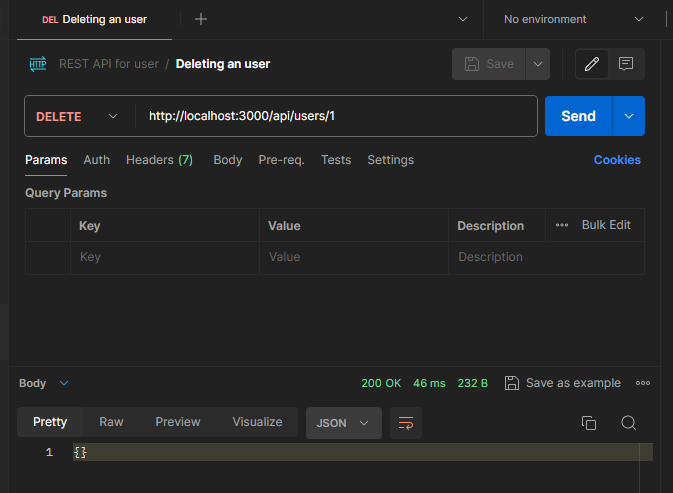 DEL Deleting an user
No environment
HTTP REST API for user / Deleting an user Save
DELETE http://localhost:3000/api/users/1 Send
Params Auth Headers (7) Body Pre-req. Tests Settings Cookies
Query Params
Key Value Description Bulk Edit
Key Value Description
Body 200 OK 46 ms 232 B Save as example
Pretty Raw Preview Visualize JSON
1 {}